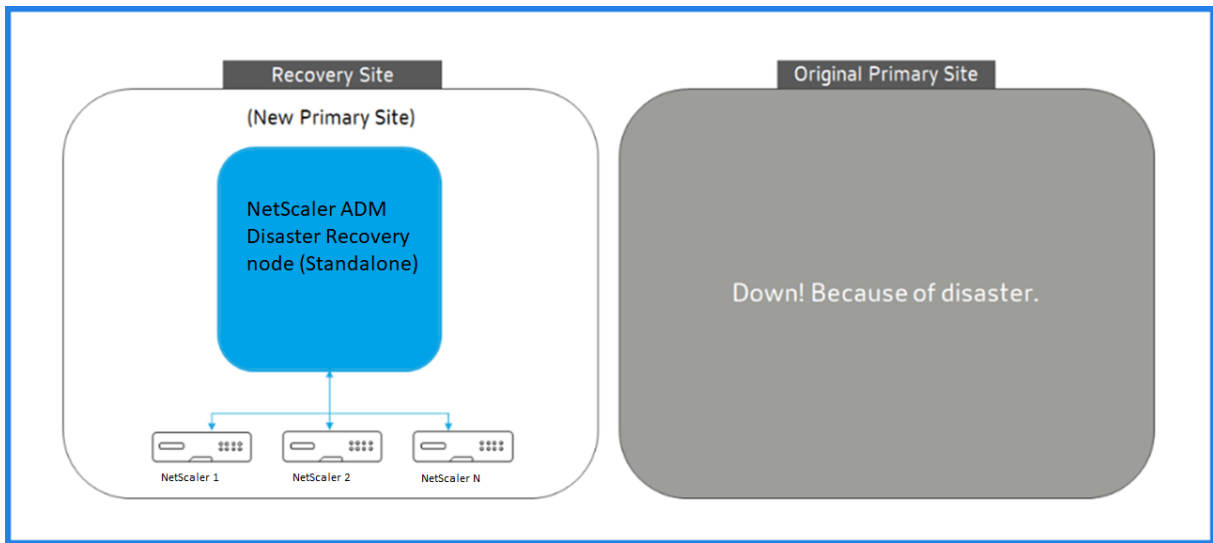 Recovery Site
(New Primary Site)
NetScaler ADM
Disaster Recovery
node (Standalone)
NetScaler 1
NetScaler 2
NetScaler N
Original Primary Site
Down! Because of disaster.